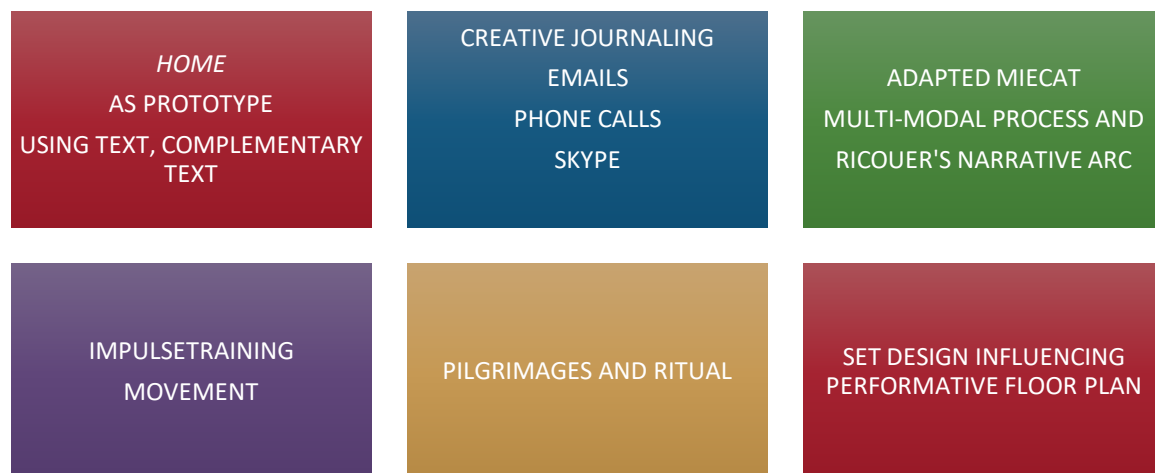 HOME
AS PROTOTYPE
USING TEXT, COMPLEMENTARY
TEXT
CREATIVE JOURNALING
EMAILS
PHONE CALLS
SKYPE
ADAPTED MIECAT
MULTI-MODAL PROCESS AND
RICOUER'S NARRATIVE ARC
IMPULSETRAINING
MOVEMENT
PILGRIMAGES AND RITUAL
SET DESIGN INFLUENCING
PERFORMATIVE FLOOR PLAN